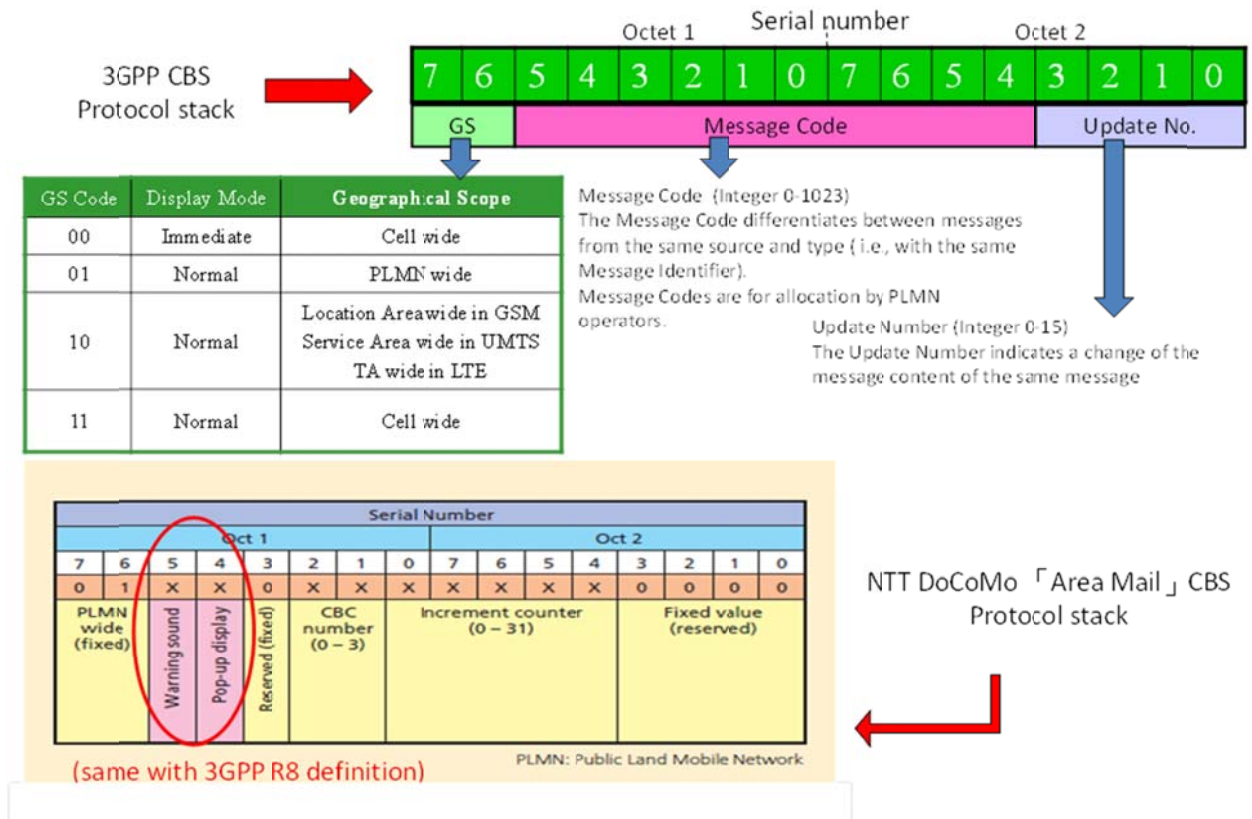 Serial number
Octet 1
Octet 2
3GPP CBS
Protocol stack
7 6 5 4 3 2 1 0 7 6 5 4 3 2 1 0
GS Message Code Update No.
GS Code Display Mode Geographical Scope
00 Immediate Cell wide
01 Normal PLMN wide
10 Normal Location Area wide in GSM
Service Area wide in UMTS
TA wide in LTE
11 Normal Cell wide
Message Code (Integer 0-1023)
The Message Code differentiates between messages
from the same source and type ( i.e., with the same
Message Identifier).
Message Codes are for allocation by PLMN
operators.
Update Number (Integer 0-15)
The Update Number indicates a change of the
message content of the same message
Serial Number
Oct 1 Oct 2
7 6 5 4 3 2 1 0 7 6 5 4 3 2 1 0
0 1 X X 0 X X X X X X X 0 0 0 0
PLMN
wide
(fixed)
Warning sound
Pop-up display
Reserved (fixed)
CBC
number
(0 – 3)
Increment counter
(0 – 31)
Fixed value
(reserved)
PLMN: Public Land Mobile Network
(same with 3GPP R8 definition)
NTT DoCoMo「Area Mail」CBS
Protocol stack